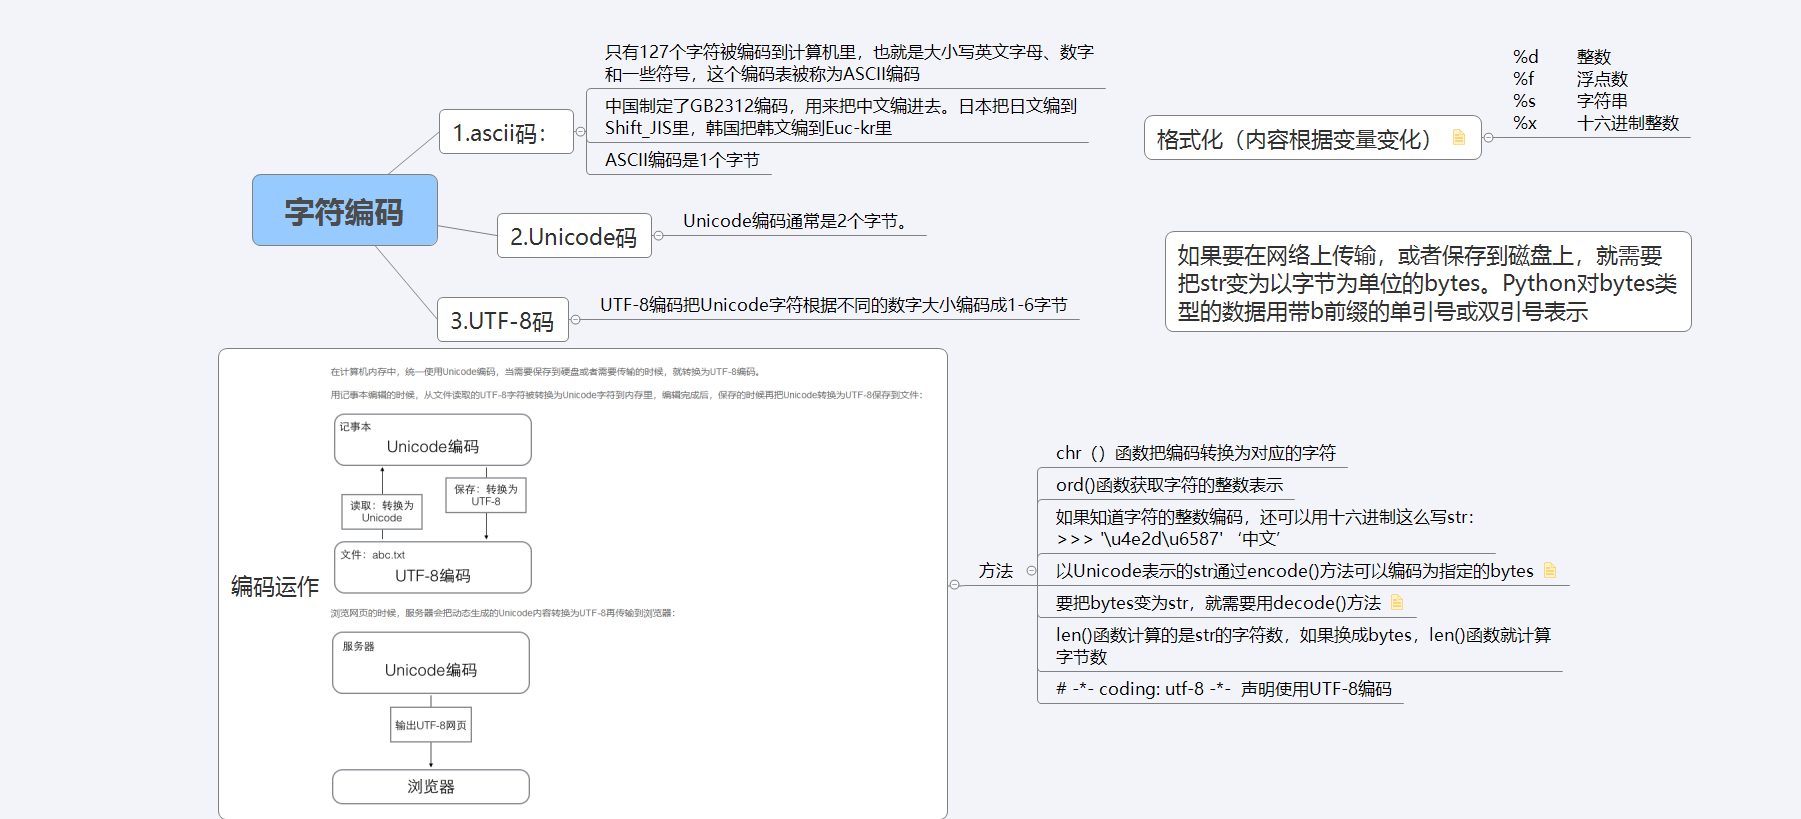 只有127个字符被编码到计算机里，也就是大小写英文字母、数字
和一些符号，这个编码表被称为ASCII编码
中国制定了GB2312编码，用来把中文编进去。日本把日文编到
Shift_JIS里，韩国把韩文编到Euc-kr里
ASCII编码是1个字节
1.ascii码：
字符编码
2.Unicode码
Unicode编码通常是2个字节。
3.UTF-8码
UTF-8编码把Unicode字符根据不同的数字大小编码成1-6字节
格式化（内容根据变量变化）
%d 整数
%f 浮点数
%s 字符串
%x 十六进制整数
如果要在网络上传输，或者保存到磁盘上，就需要
把str变为以字节为单位的bytes。Python对bytes类
型的数据用带b前缀的单引号或双引号表示
编码运作
在计算机内存中，统一使用Unicode编码，当需要保存到硬盘或者需要传输的时候，就转换为UTF-8编码。
用记事本编辑的时候，从文件读取的UTF-8字符被转换为Unicode字符到内存里，编辑完成后，保存的时候再把Unicode转换为UTF-8保存到文件：
记事本
Unicode编码
读取：转换为
Unicode
保存：转换为
UTF-8
文件：abc.txt
UTF-8编码
浏览网页的时候，服务器会把动态生成的Unicode内容转换为UTF-8再传输到浏览器：
服务器
Unicode编码
输出UTF-8网页
浏览器
方法
chr（）函数把编码转换为对应的字符
ord()函数获取字符的整数表示
如果知道字符的整数编码，还可以用十六进制这么写str：
>>> '\u4e2d\u6587' ‘中文’
以Unicode表示的str通过encode()方法可以编码为指定的bytes
要把bytes变为str，就需要用decode()方法
len()函数计算的是str的字符数，如果换成bytes，len()函数就计算
字节数
# -*- coding: utf-8 -*- 声明使用UTF-8编码